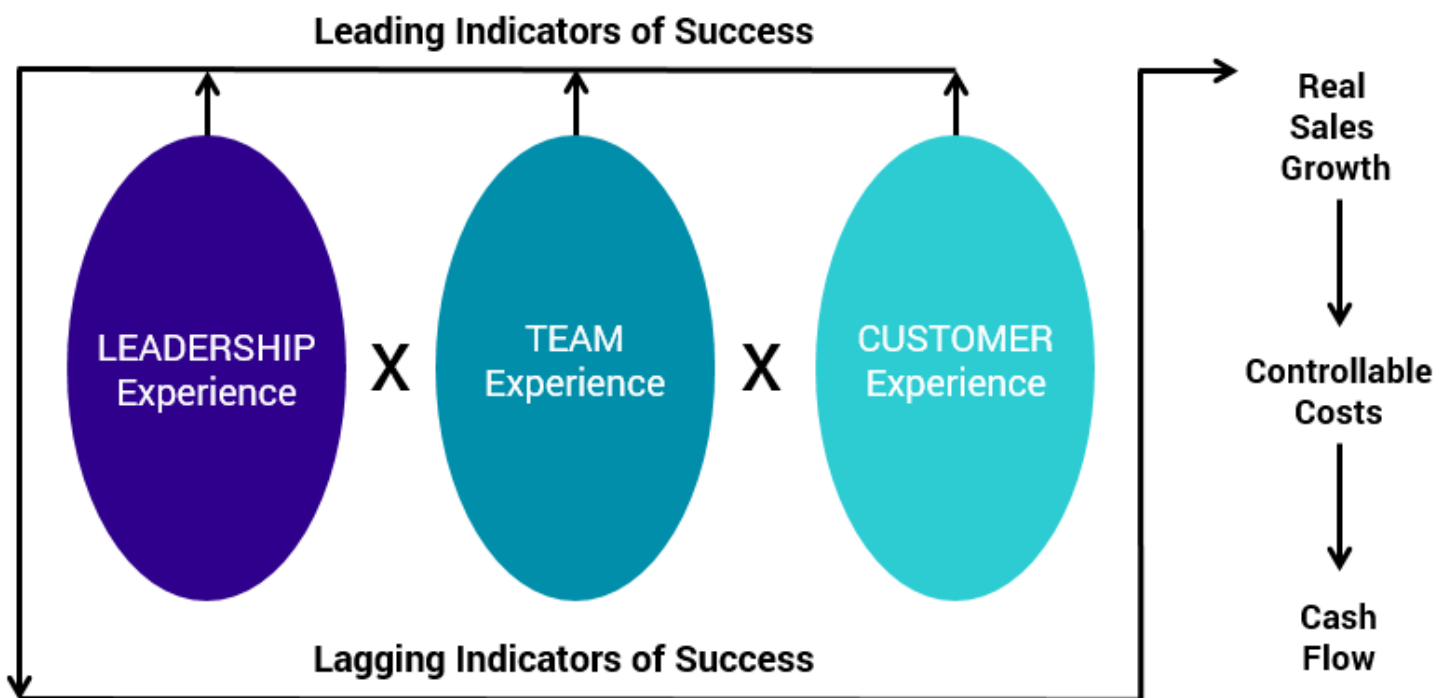 Leading Indicators of Success
LEADERSHIP
Experience
X
TEAM
Experience
X
CUSTOMER
Experience
Lagging Indicators of Success
Real
Sales
Growth
Controllable
Costs
Cash
Flow